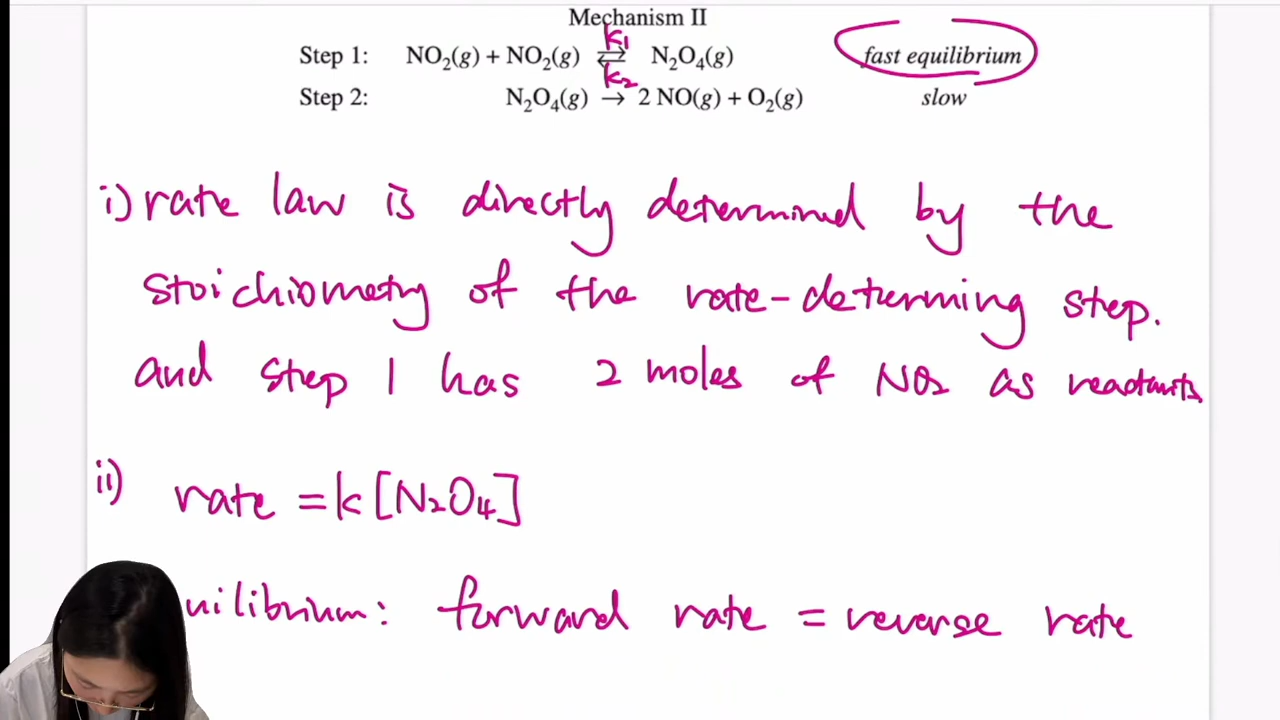 Mechanism II
k1
Step 1: NO₂(g) + NO₂(g) ⇌ N₂O₄(g) fast equilibrium
k2
Step 2: N₂O₄(g) → 2 NO(g) + O₂(g) slow
i) rate law is directly determined by the
stoichiometry of the rate-determining step.
and step 1 has 2 moles of NO2 as reactants.
ii) rate = k[N2O4]
uilibrium: forward rate = reverse rate